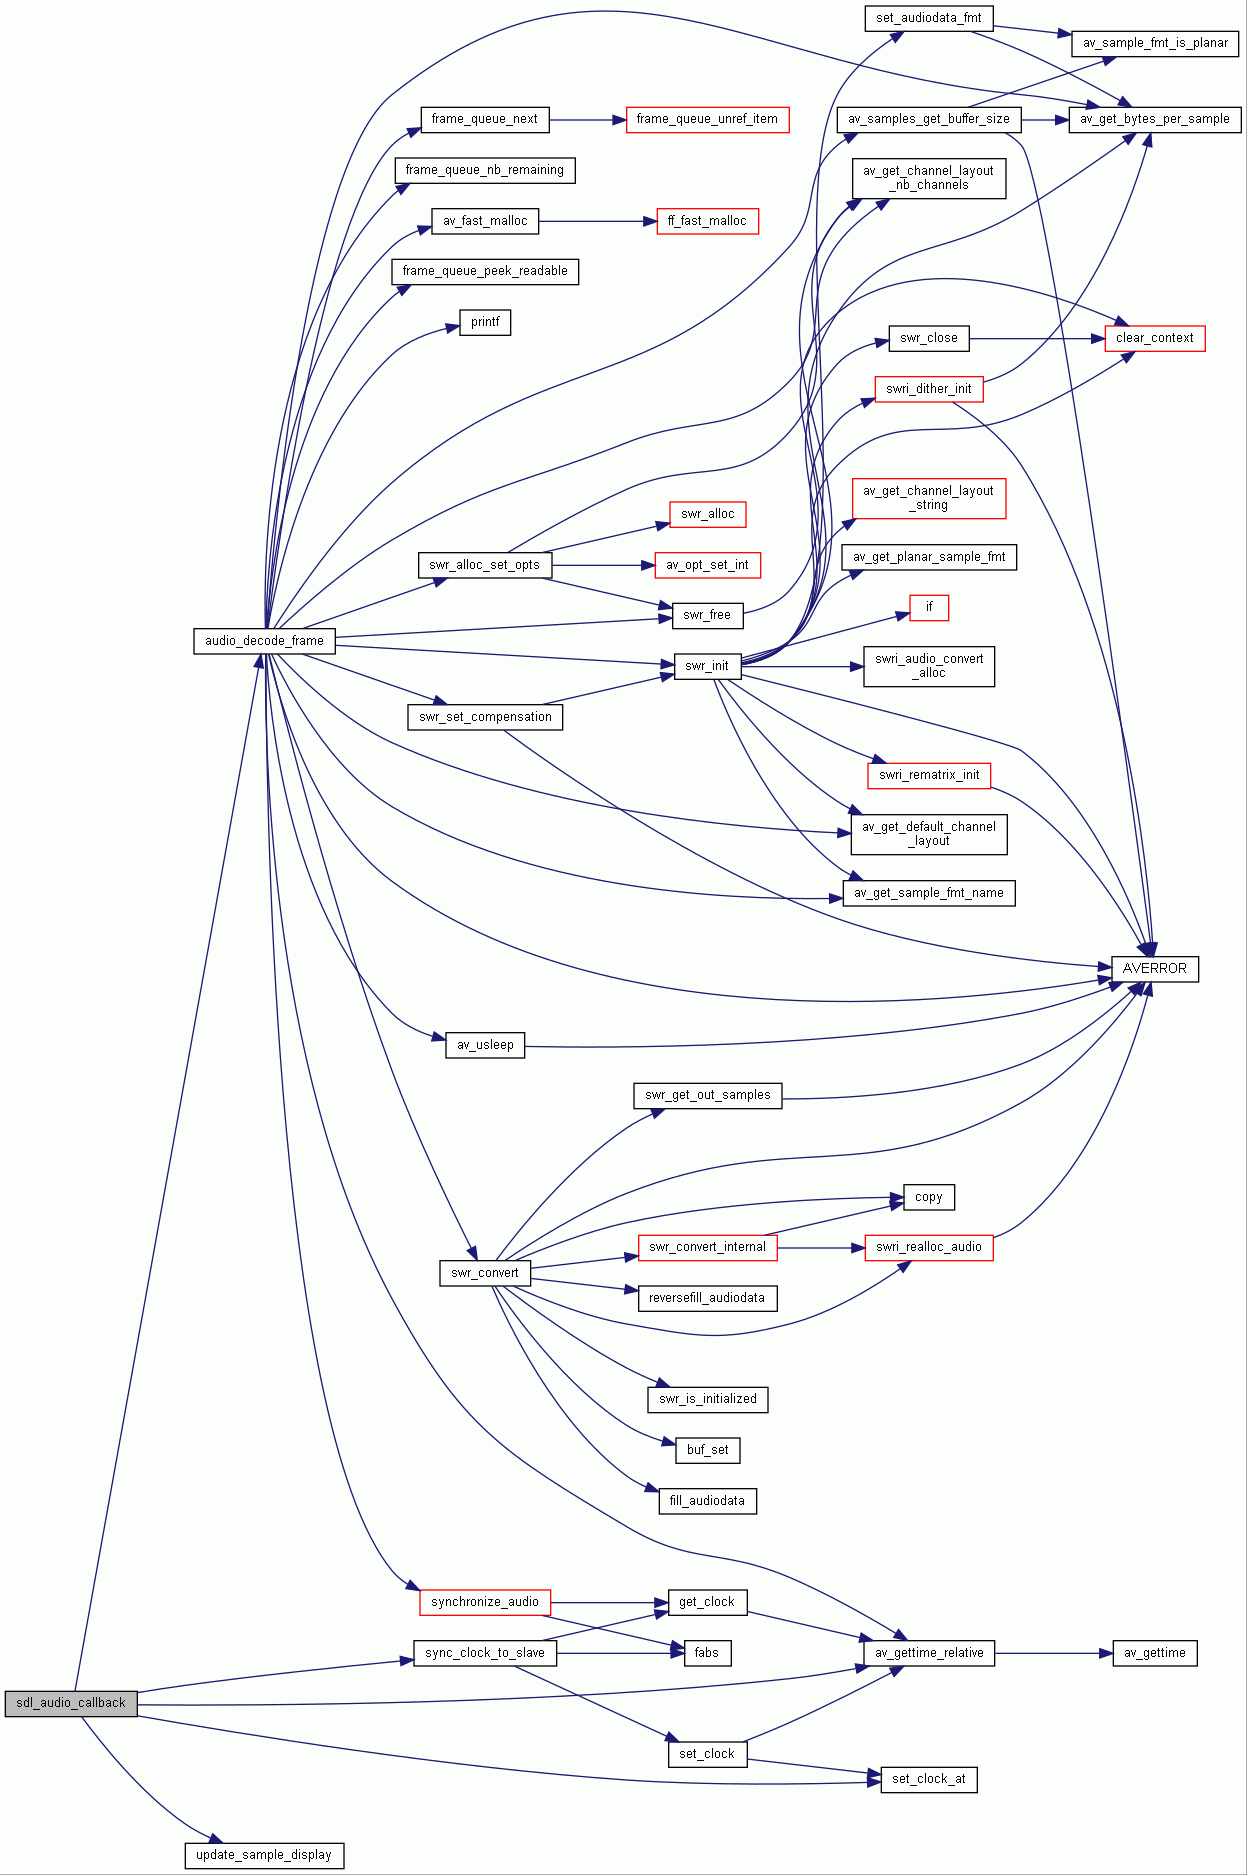 set_audiodata_fmt
av_sample_fmt_is_planar
frame_queue_next
frame_queue_unref_item
av_samples_get_buffer_size
av_get_bytes_per_sample
frame_queue_nb_remaining
av_get_channel_layout
_nb_channels
av_fast_malloc
ff_fast_malloc
frame_queue_peek_readable
printf
swr_close
clear_context
swri_dither_init
av_get_channel_layout
_string
swr_alloc
av_get_planar_sample_fmt
swr_alloc_set_opts
av_opt_set_int
if
swr_free
audio_decode_frame
swr_init
swri_audio_convert
_alloc
swr_set_compensation
swri_rematrix_init
av_get_default_channel
_layout
av_get_sample_fmt_name
AVERROR
av_usleep
swr_get_out_samples
copy
swr_convert_internal
swri_realloc_audio
swr_convert
reversefill_audiodata
swr_is_initialized
buf_set
fill_audiodata
synchronize_audio
get_clock
sync_clock_to_slave
fabs
av_gettime_relative
av_gettime
sdl_audio_callback
set_clock
set_clock_at
update_sample_display